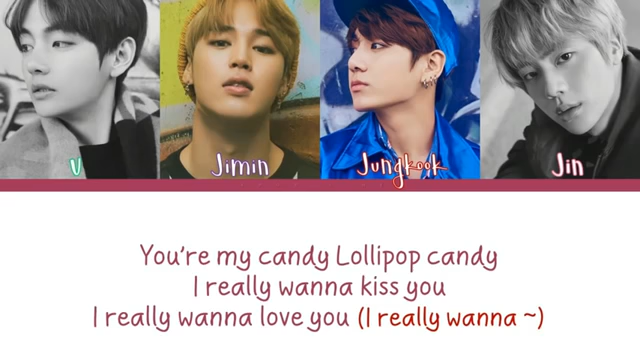 V Jimin Jungkook Jin
You're my candy Lollipop candy
I really wanna kiss you
I really wanna love you (I really wanna ~)